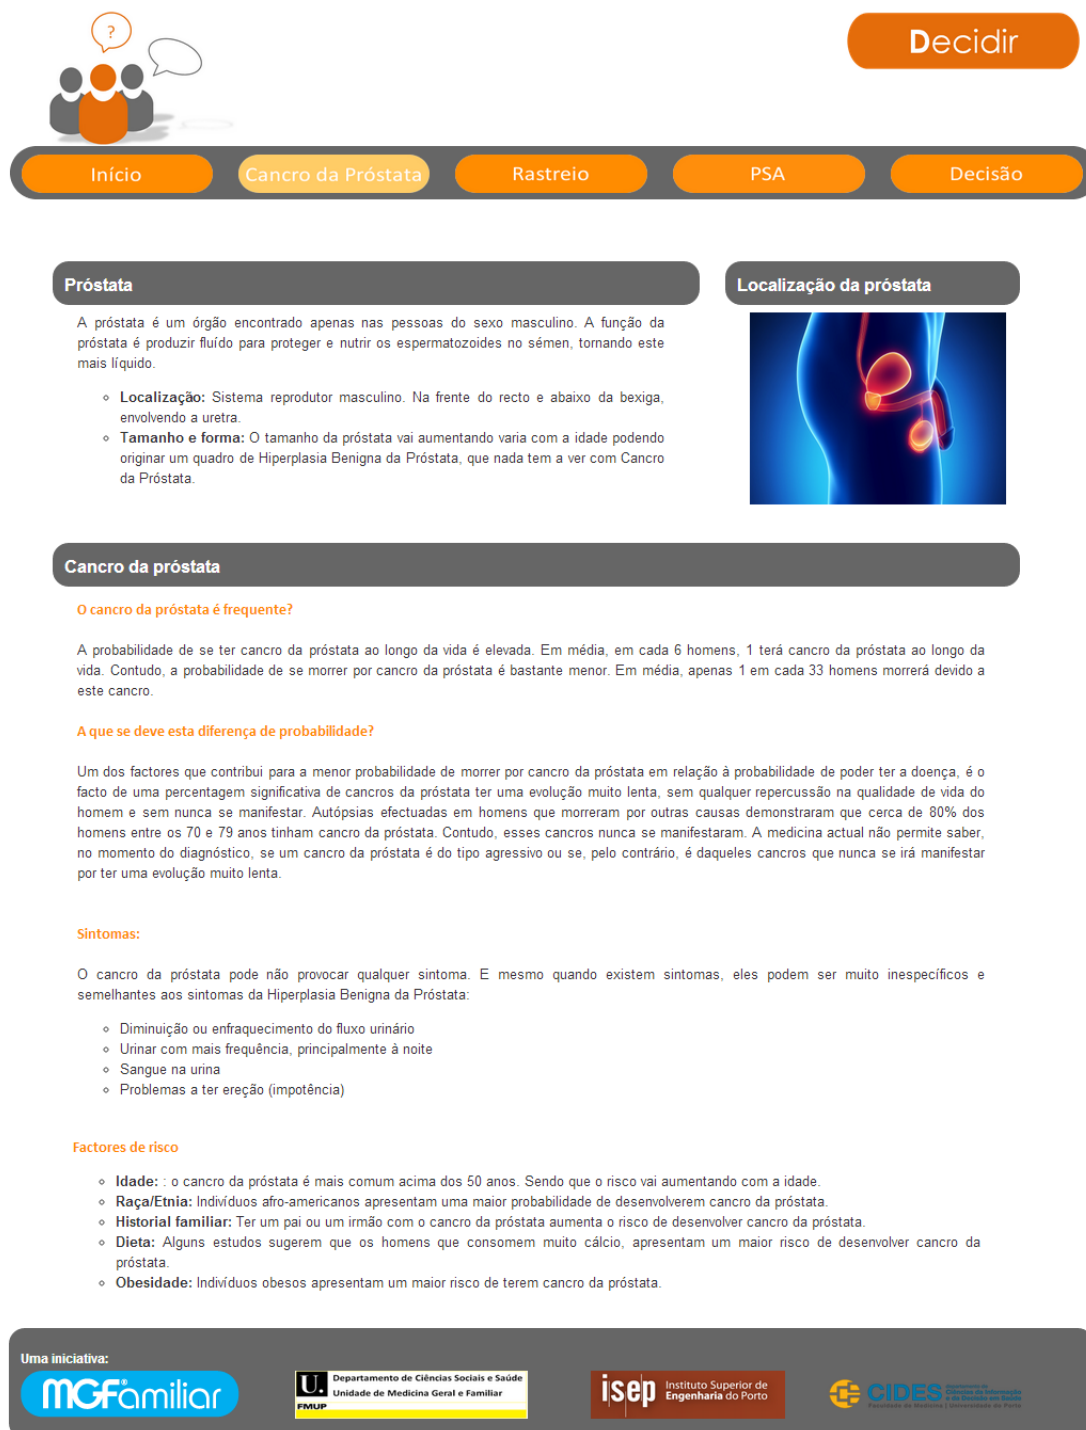 ?
Decidir
Início
Cancro da Próstata
Rastreio
PSA
Decisão
Próstata
A próstata é um órgão encontrado apenas nas pessoas do sexo masculino. A função da
próstata é produzir fluído para proteger e nutrir os espermatozoides no sémen, tornando este
mais líquido.
Localização: Sistema reprodutor masculino. Na frente do recto e abaixo da bexiga,
envolvendo a uretra.
Tamanho e forma: O tamanho da próstata vai aumentando varia com a idade podendo
originar um quadro de Hiperplasia Benigna da Próstata, que nada tem a ver com Cancro
da Próstata.
Localização da próstata
Cancro da próstata
O cancro da próstata é frequente?
A probabilidade de se ter cancro da próstata ao longo da vida é elevada. Em média, em cada 6 homens, 1 terá cancro da próstata ao longo da
vida. Contudo, a probabilidade de se morrer por cancro da próstata é bastante menor. Em média, apenas 1 em cada 33 homens morrerá devido a
este cancro.
A que se deve esta diferença de probabilidade?
Um dos factores que contribui para a menor probabilidade de morrer por cancro da próstata em relação à probabilidade de poder ter a doença, é o
facto de uma percentagem significativa de cancros da próstata ter uma evolução muito lenta, sem qualquer repercussão na qualidade de vida do
homem e sem nunca se manifestar. Autópsias efectuadas em homens que morreram por outras causas demonstraram que cerca de 80% dos
homens entre os 70 e 79 anos tinham cancro da próstata. Contudo, esses cancros nunca se manifestaram. A medicina actual não permite saber,
no momento do diagnóstico, se um cancro da próstata é do tipo agressivo ou se, pelo contrário, é daqueles cancros que nunca se irá manifestar
por ter uma evolução muito lenta.
Sintomas:
O cancro da próstata pode não provocar qualquer sintoma. E mesmo quando existem sintomas, eles podem ser muito inespecíficos e
semelhantes aos sintomas da Hiperplasia Benigna da Próstata:
Diminuição ou enfraquecimento do fluxo urinário
Urinar com mais frequência, principalmente à noite
Sangue na urina
Problemas a ter ereção (impotência)
Factores de risco
Idade: : o cancro da próstata é mais comum acima dos 50 anos. Sendo que o risco vai aumentando com a idade.
Raça/Etnia: Indivíduos afro-americanos apresentam uma maior probabilidade de desenvolverem cancro da próstata.
Historial familiar: Ter um pai ou um irmão com o cancro da próstata aumenta o risco de desenvolver cancro da próstata.
Dieta: Alguns estudos sugerem que os homens que consomem muito cálcio, apresentam um maior risco de desenvolver cancro da
próstata.
Obesidade: Indivíduos obesos apresentam um maior risco de terem cancro da próstata.
Uma iniciativa:
MGFamiliar
U.
Departamento de Ciências Sociais e Saúde
Unidade de Medicina Geral e Familiar
FMUP
isep
Instituto Superior de
Engenharia do Porto
CIDES
Departamento de
Ciências da Informação
e da Decisão em Saúde
Faculdade de Medicina | Universidade do Porto